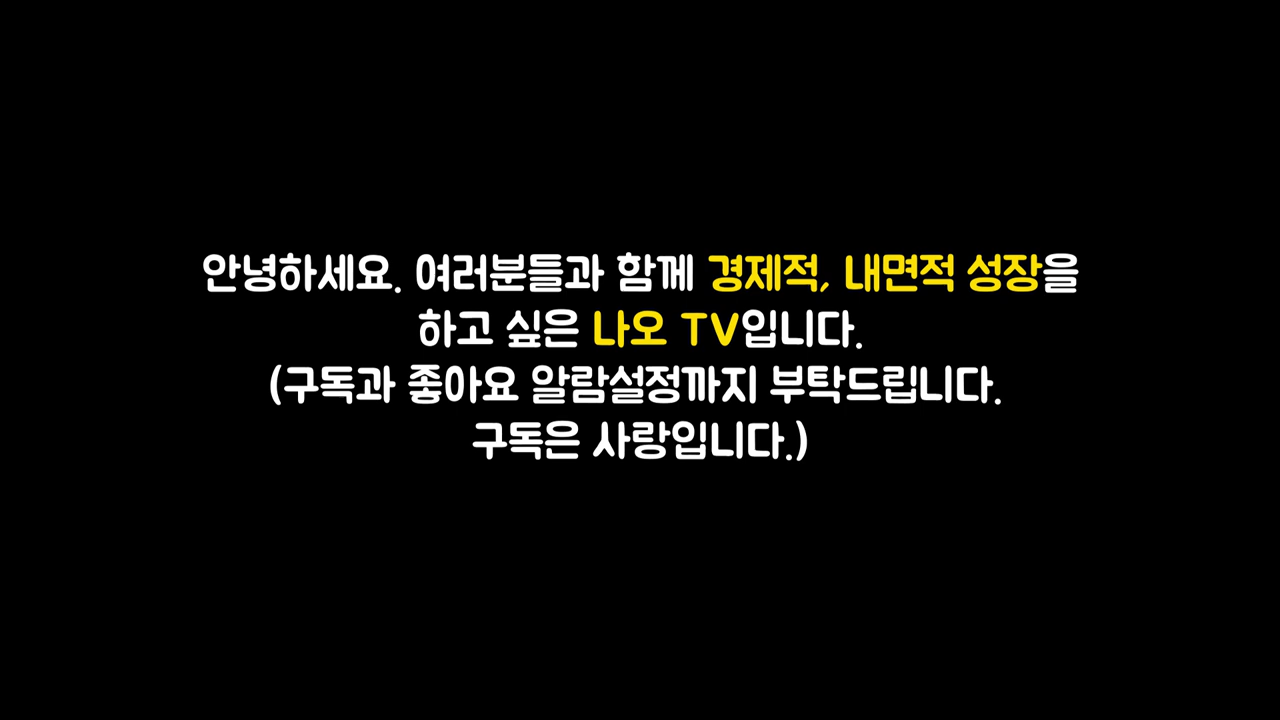 안녕하세요. 여러분들과 함께 경제적, 내면적 성장을
하고 싶은 나오 TV입니다.
(구독과 좋아요 알람설정까지 부탁드립니다.
구독은 사랑입니다.)